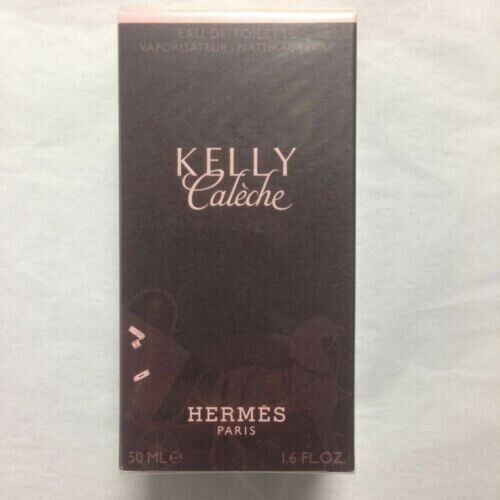 EAU DE TOILETTE
VAPORISATEUR . NATURAL SPRAY
KELLY
Calèche
HERMÈS
PARIS
50 ML e 1.6 FL.OZ.